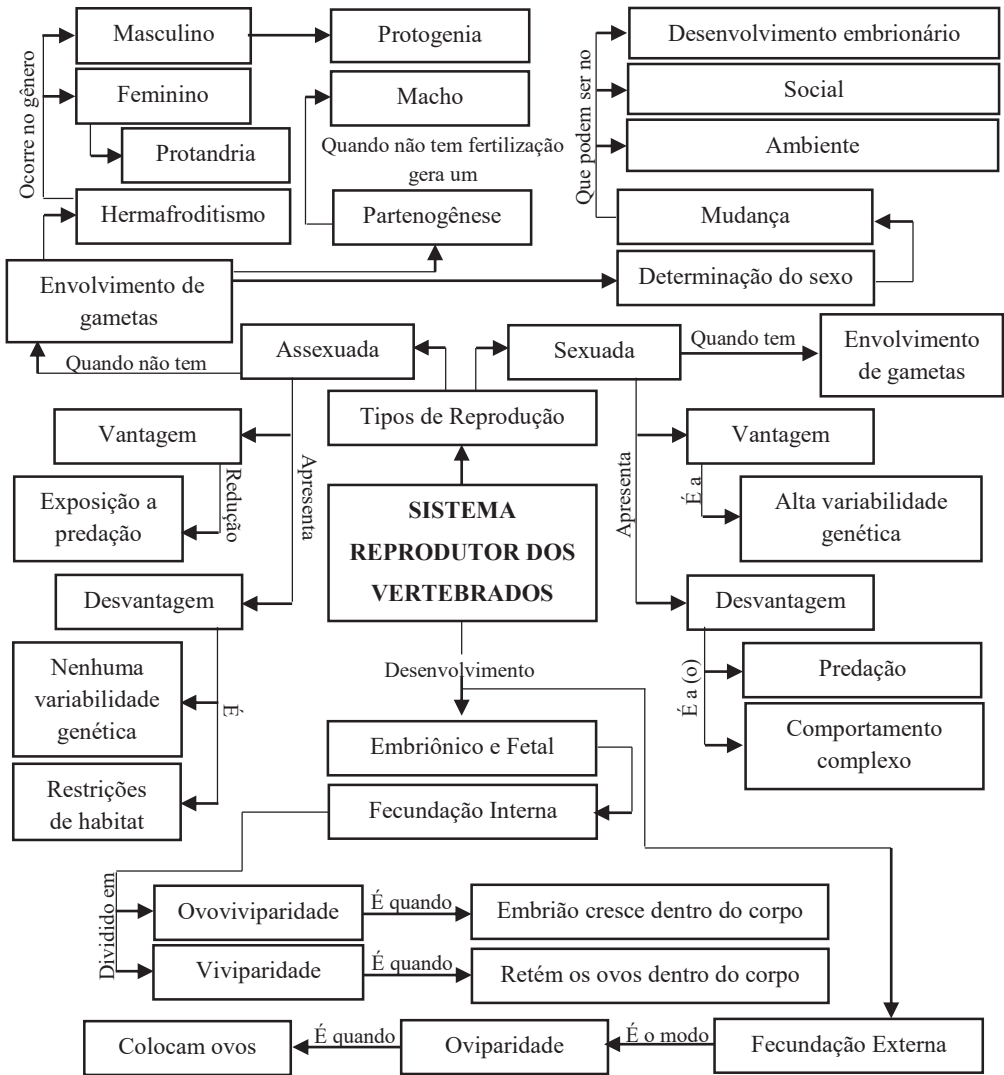 Masculino
Protogenia
Desenvolvimento embrionário
Ocorre no gênero
Feminino
Macho
Que podem ser no
Social
Protandria
Quando não tem fertilização
gera um
Ambiente
Hermafroditismo
Partenogênese
Mudança
Envolvimento de
gametas
Determinação do sexo
Quando não tem
Assexuada
Sexuada
Quando tem
Envolvimento
de gametas
Tipos de Reprodução
Vantagem
Redução
Exposição a
predação
Apresenta
SISTEMA
REPRODUTOR DOS
VERTEBRADOS
Apresenta
Vantagem
É a
Alta variabilidade
genética
Desvantagem
Nenhuma
variabilidade
genética
É
Restrições
de habitat
Desvantagem
É a (o)
Predação
Comportamento
complexo
Desenvolvimento
Embriônico e Fetal
Fecundação Interna
Dividido em
Ovoviviparidade
É quando
Embrião cresce dentro do corpo
Viviparidade
É quando
Retém os ovos dentro do corpo
Colocam ovos
É quando
Oviparidade
É o modo
Fecundação Externa